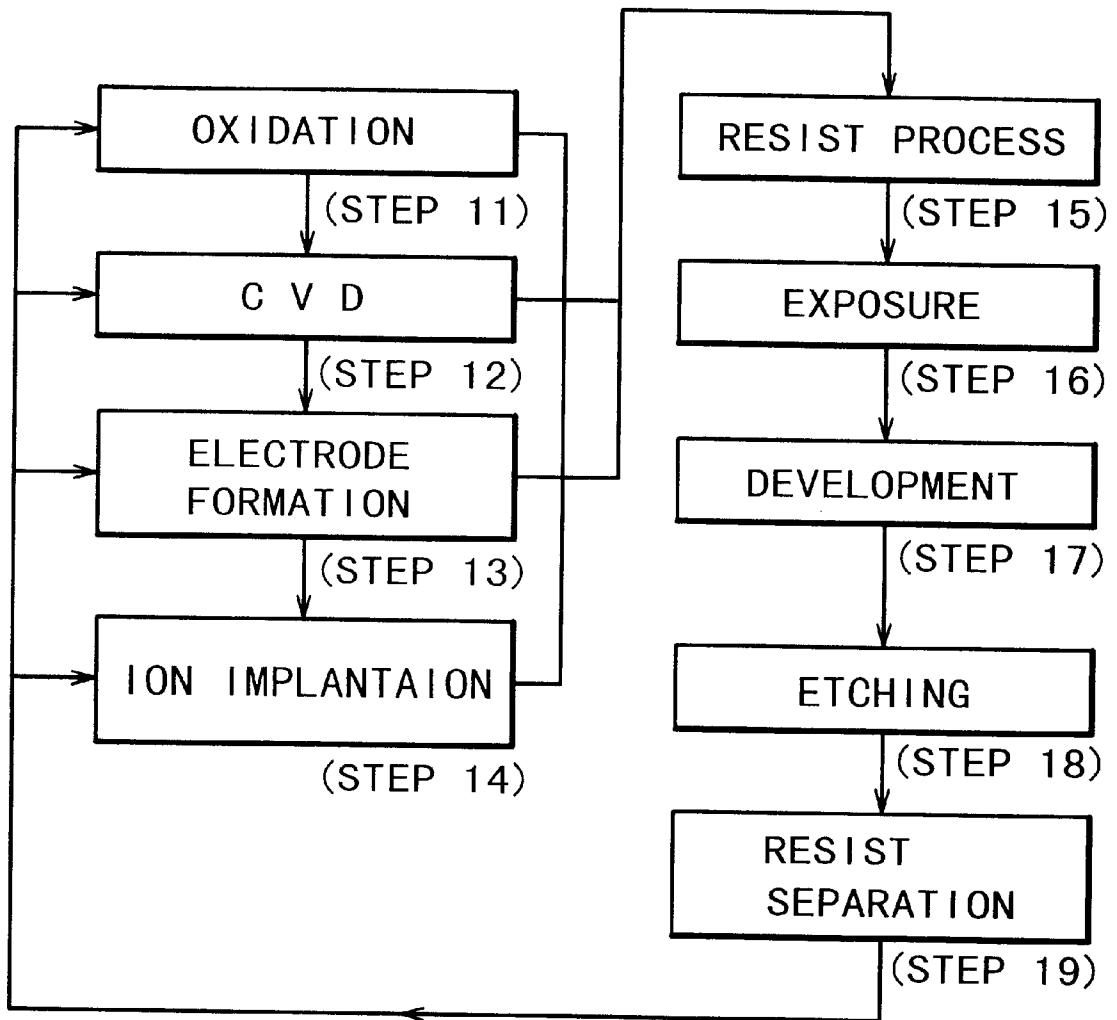 OXIDATION
(STEP 11)
CVD
(STEP 12)
ELECTRODE
FORMATION
(STEP 13)
ION IMPLANTAION
(STEP 14)
RESIST PROCESS
(STEP 15)
EXPOSURE
(STEP 16)
DEVELOPMENT
(STEP 17)
ETCHING
(STEP 18)
RESIST
SEPARATION
(STEP 19)